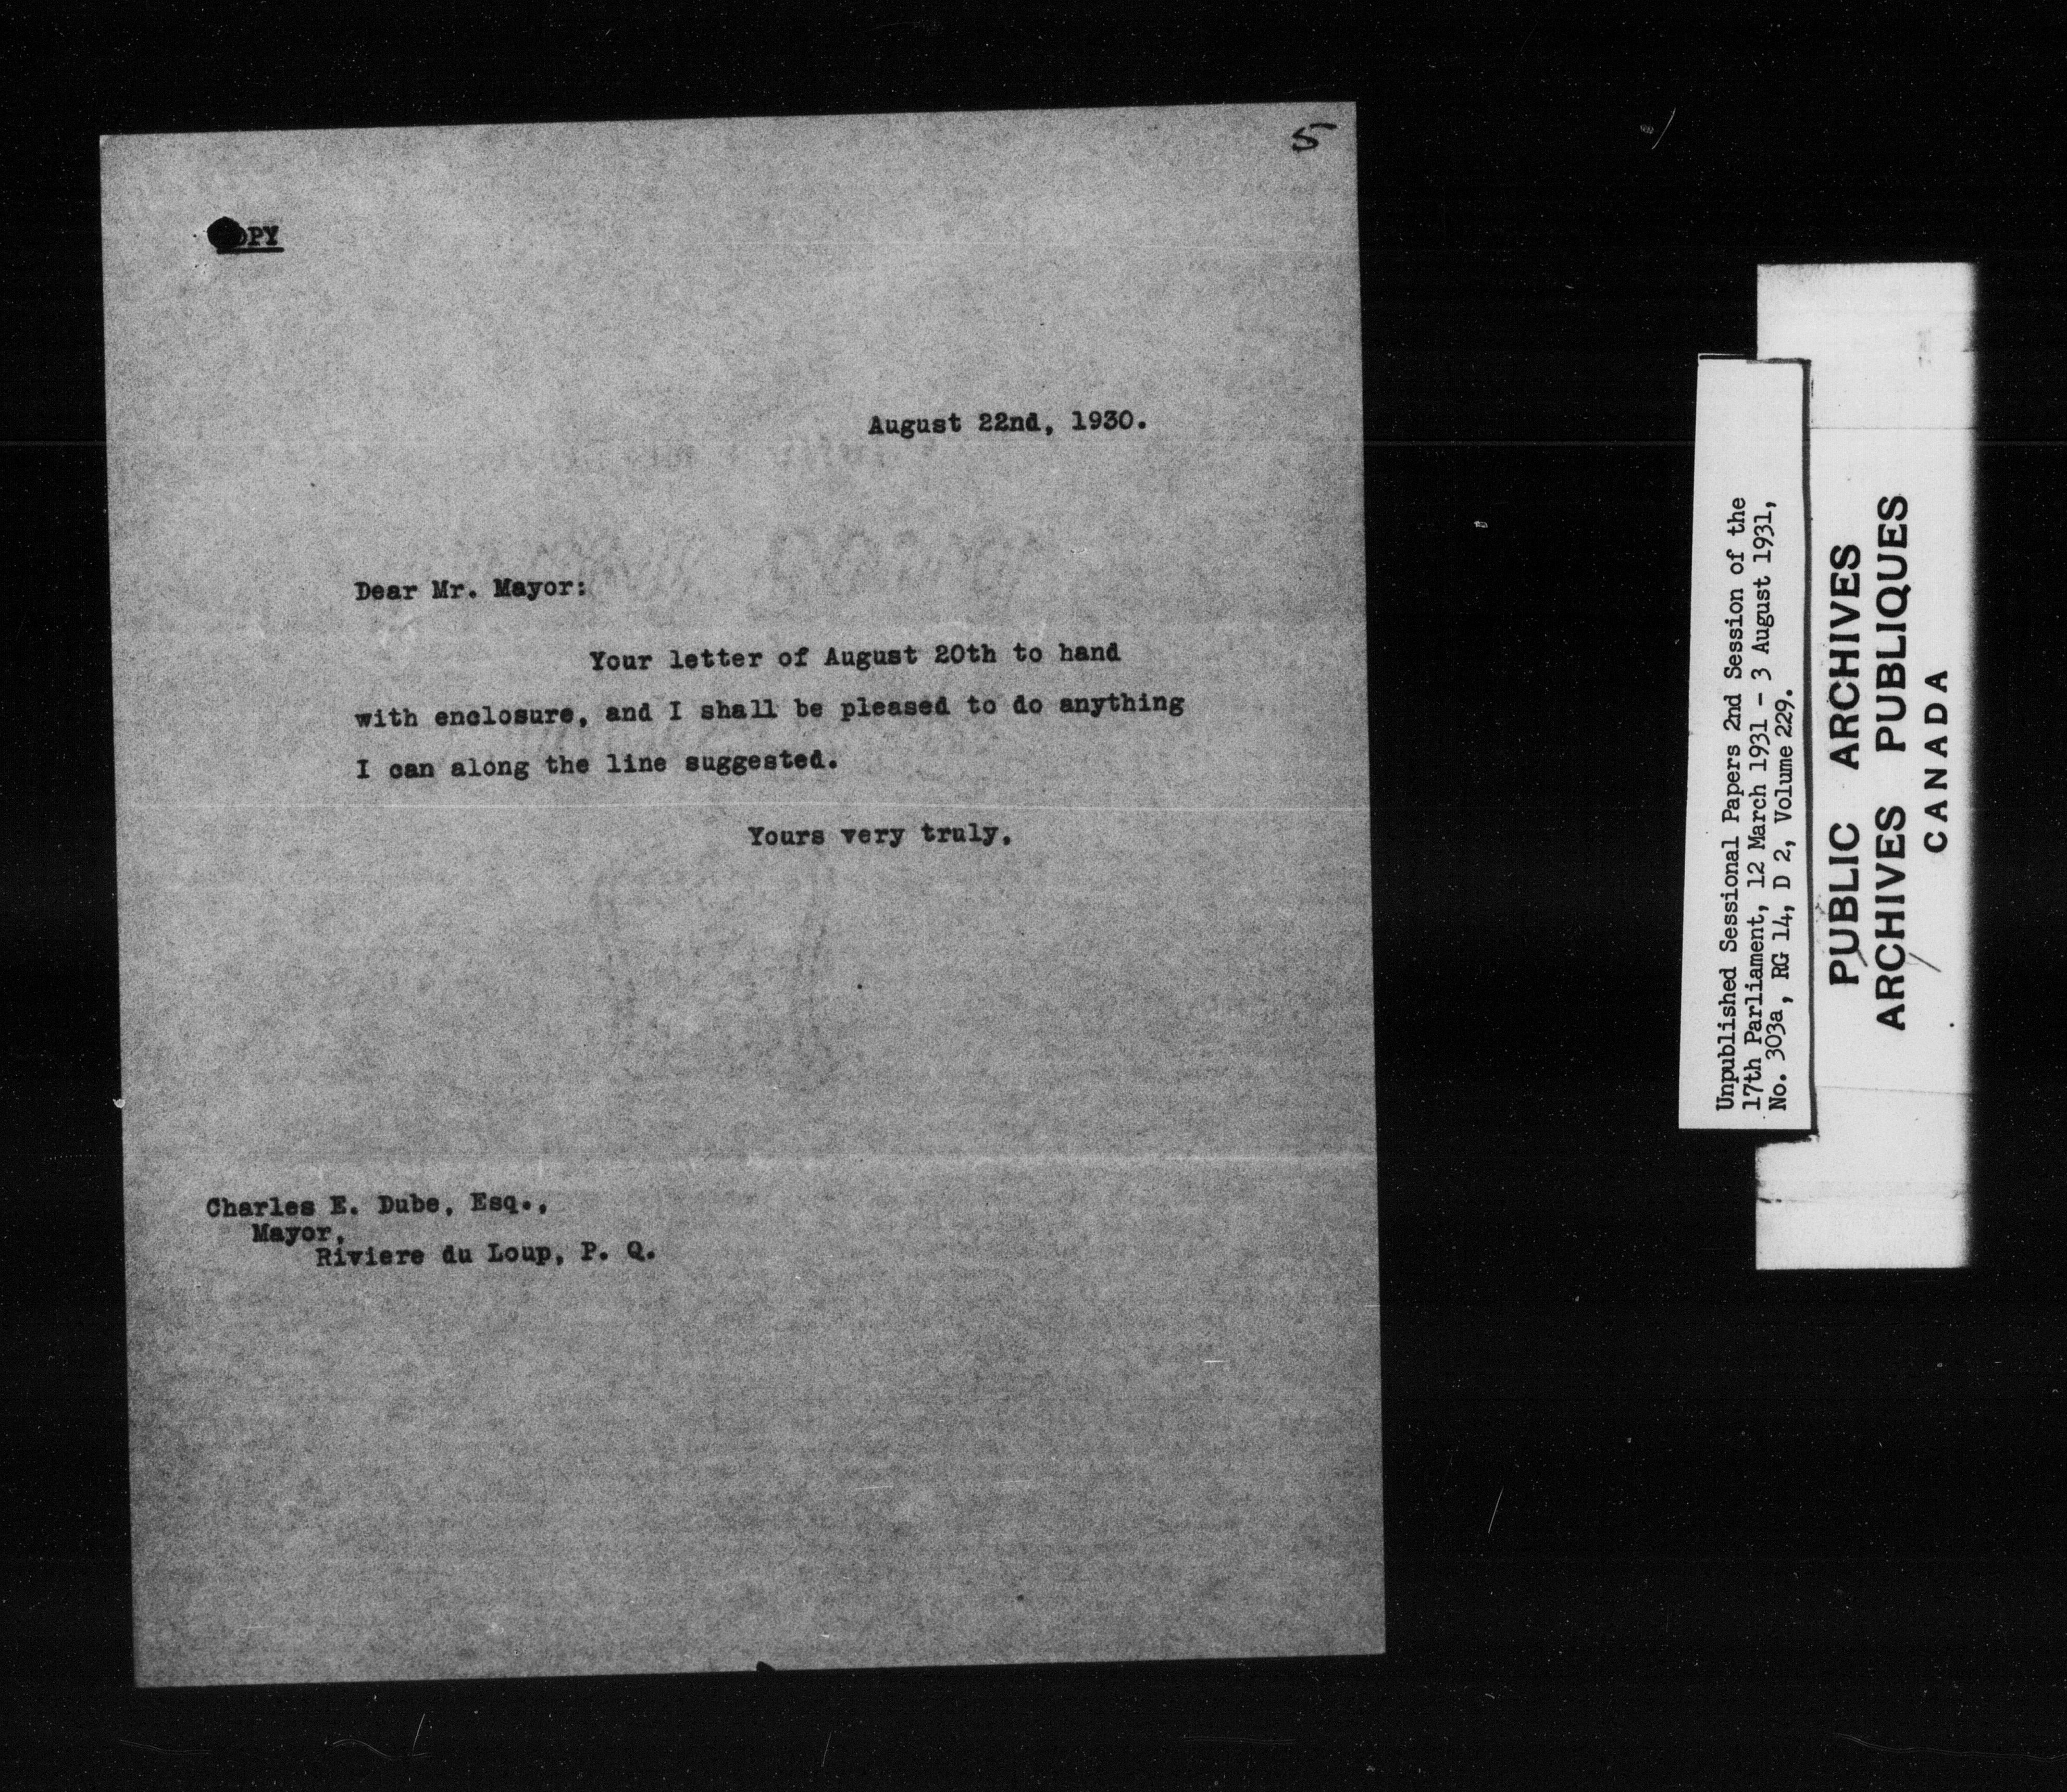 5
COPY
August 22nd, 1930.
Dear Mr. Mayor:
Your letter of August 20th to hand
with enclosure, and I shall be pleased to do anything
I can along the line suggested.
Yours very truly,
Charles E. Dube, Esq.,
Mayor,
Riviere du Loup, P. Q.
Unpublished Sessional Papers 2nd Session of the
17th Parliament, 12 March 1931 - 3 August 1931,
No. 303a, RG 14, D 2, Volume 229.
PUBLIC ARCHIVES
ARCHIVES PUBLIQUES
CANADA